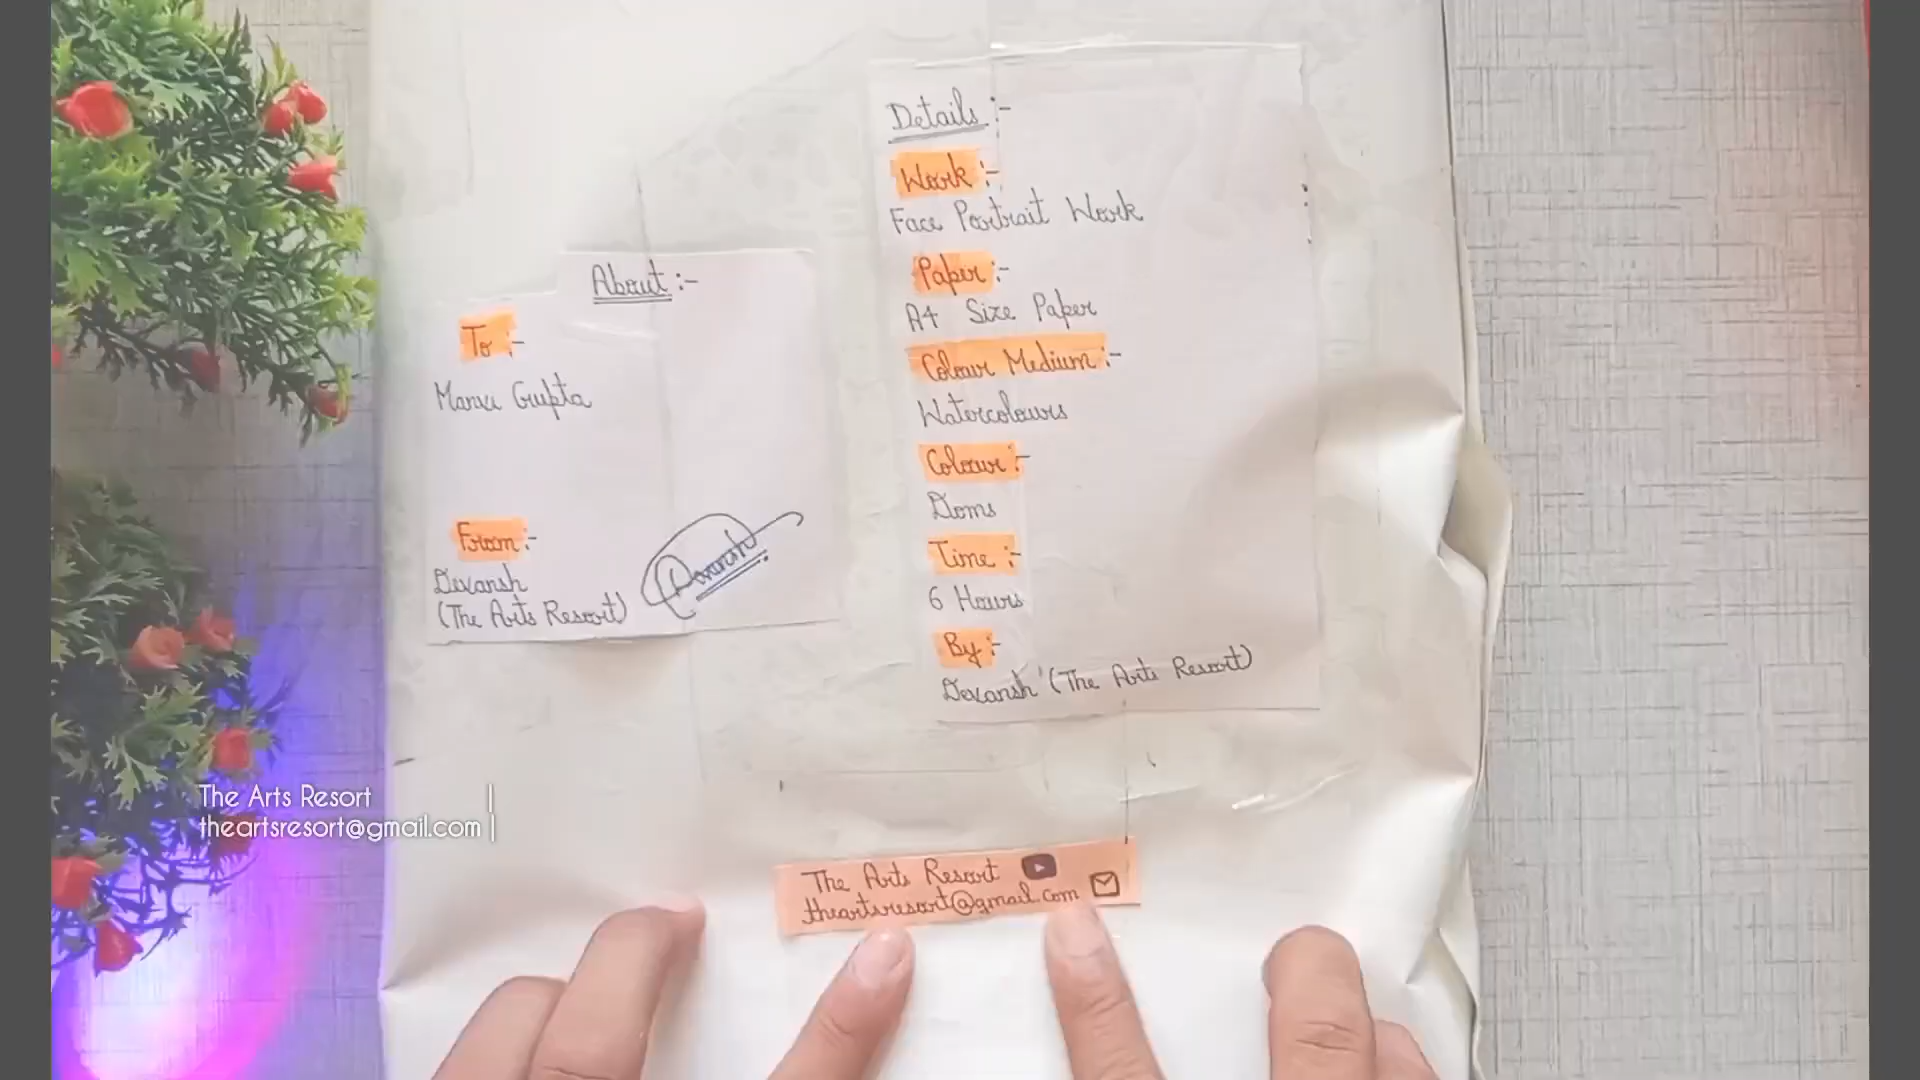 About :-
To :-
Manu Gupta
From :-
Devansh
(The Arts Resort)
Devansh
Details :-
Work :-
Face Portrait Work
Paper :-
A4 Size Paper
Colour Medium :-
Watercolours
Colour :-
Doms
Time :-
6 Hours
By :-
Devansh (The Arts Resort)
The Arts Resort
theartsresort@gmail.com
The Arts Resort
theartsresort@gmail.com